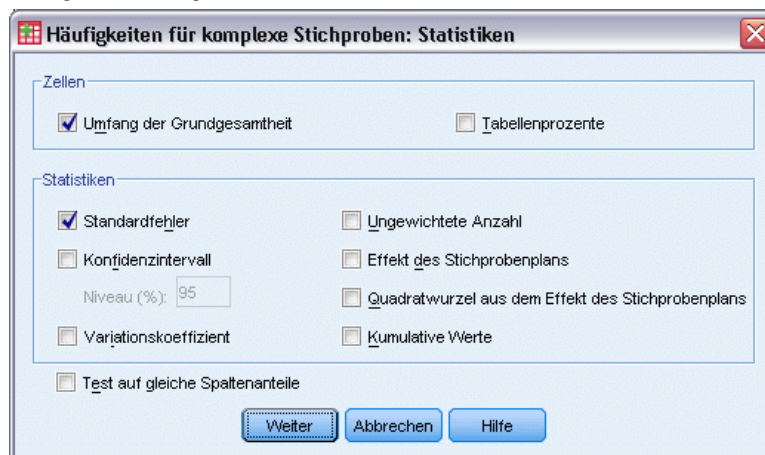 Häufigkeiten für komplexe Stichproben: Statistiken
Zellen
Umfang der Grundgesamtheit
Tabellenprozente
Statistiken
Standardfehler
Ungewichtete Anzahl
Konfidenzintervall
Effekt des Stichprobenplans
Niveau (%): 95
Quadratwurzel aus dem Effekt des Stichprobenplans
Variationskoeffizient
Kumulative Werte
Test auf gleiche Spaltenanteile
Weiter Abbrechen Hilfe